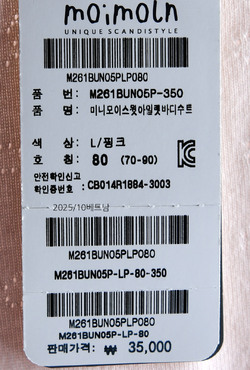 moimoln
UNIQUE SCANDISTYLE
M261BUN05PLP080
품 번: M261BUN05P-350
품 명: 미니모이스윗아일렛바디수트
색 상: L/핑크
호 칭: 80 (70-90)
안전확인신고
확인증번호 : CB014R1884-3003
2025/10베트남
M261BUN05PLP080
M261BUN05P-LP-80-350
M261BUN05PLP080
M261BUN05P-LP-80
판매가격: ₩ 35,000